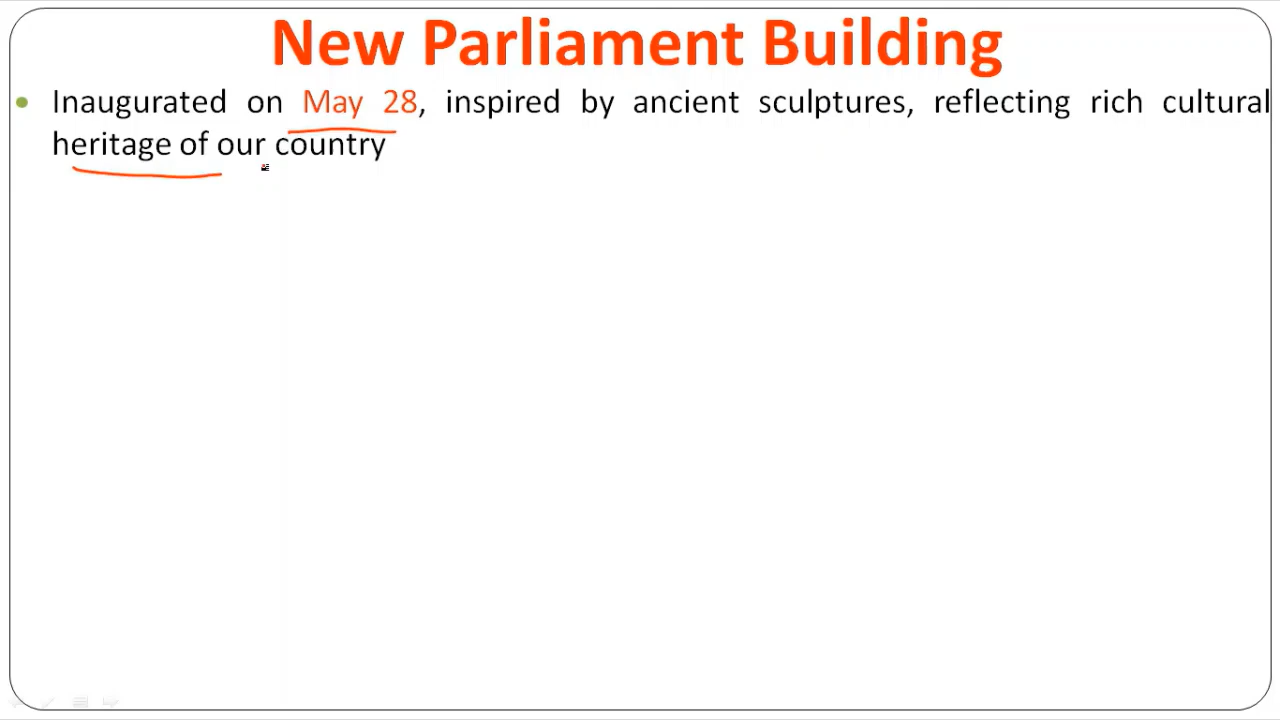 New Parliament Building
Inaugurated on May 28, inspired by ancient sculptures, reflecting rich cultural
heritage of our country